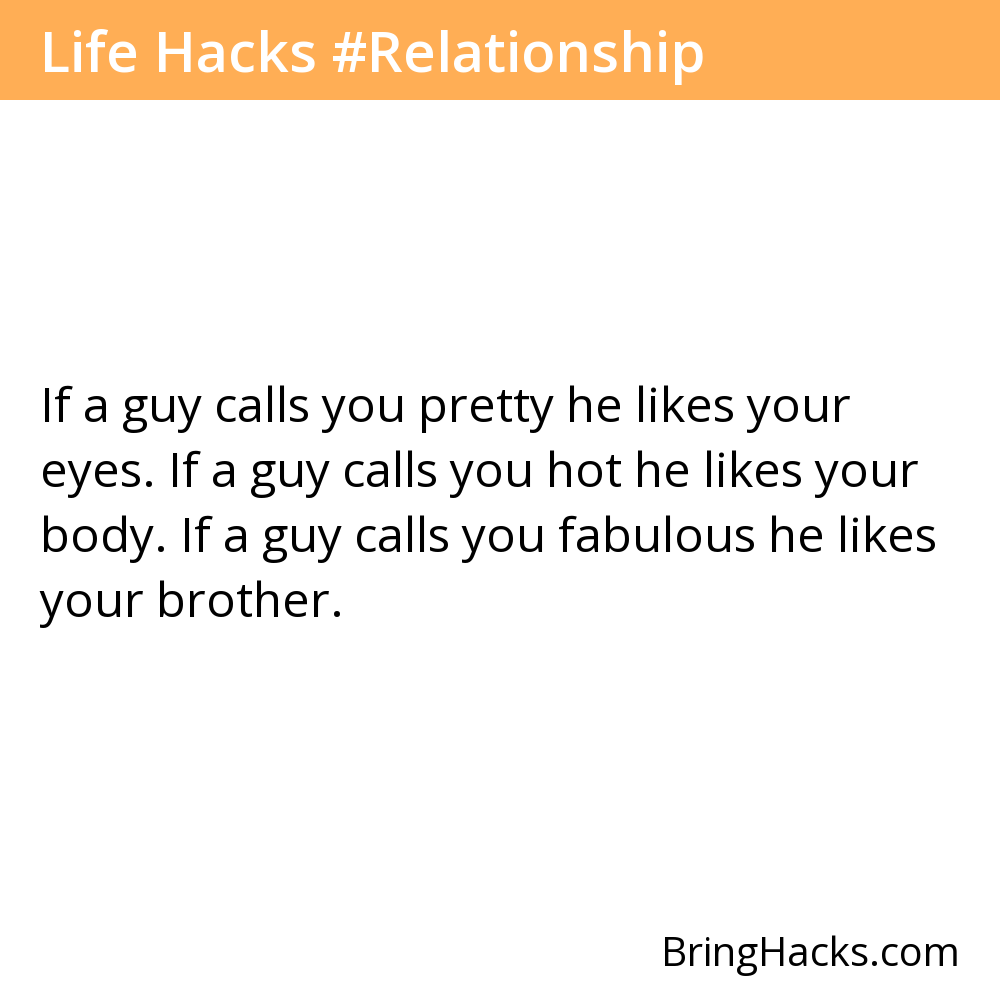 Life Hacks #Relationship
If a guy calls you pretty he likes your
eyes. If a guy calls you hot he likes your
body. If a guy calls you fabulous he likes
your brother.
BringHacks.com